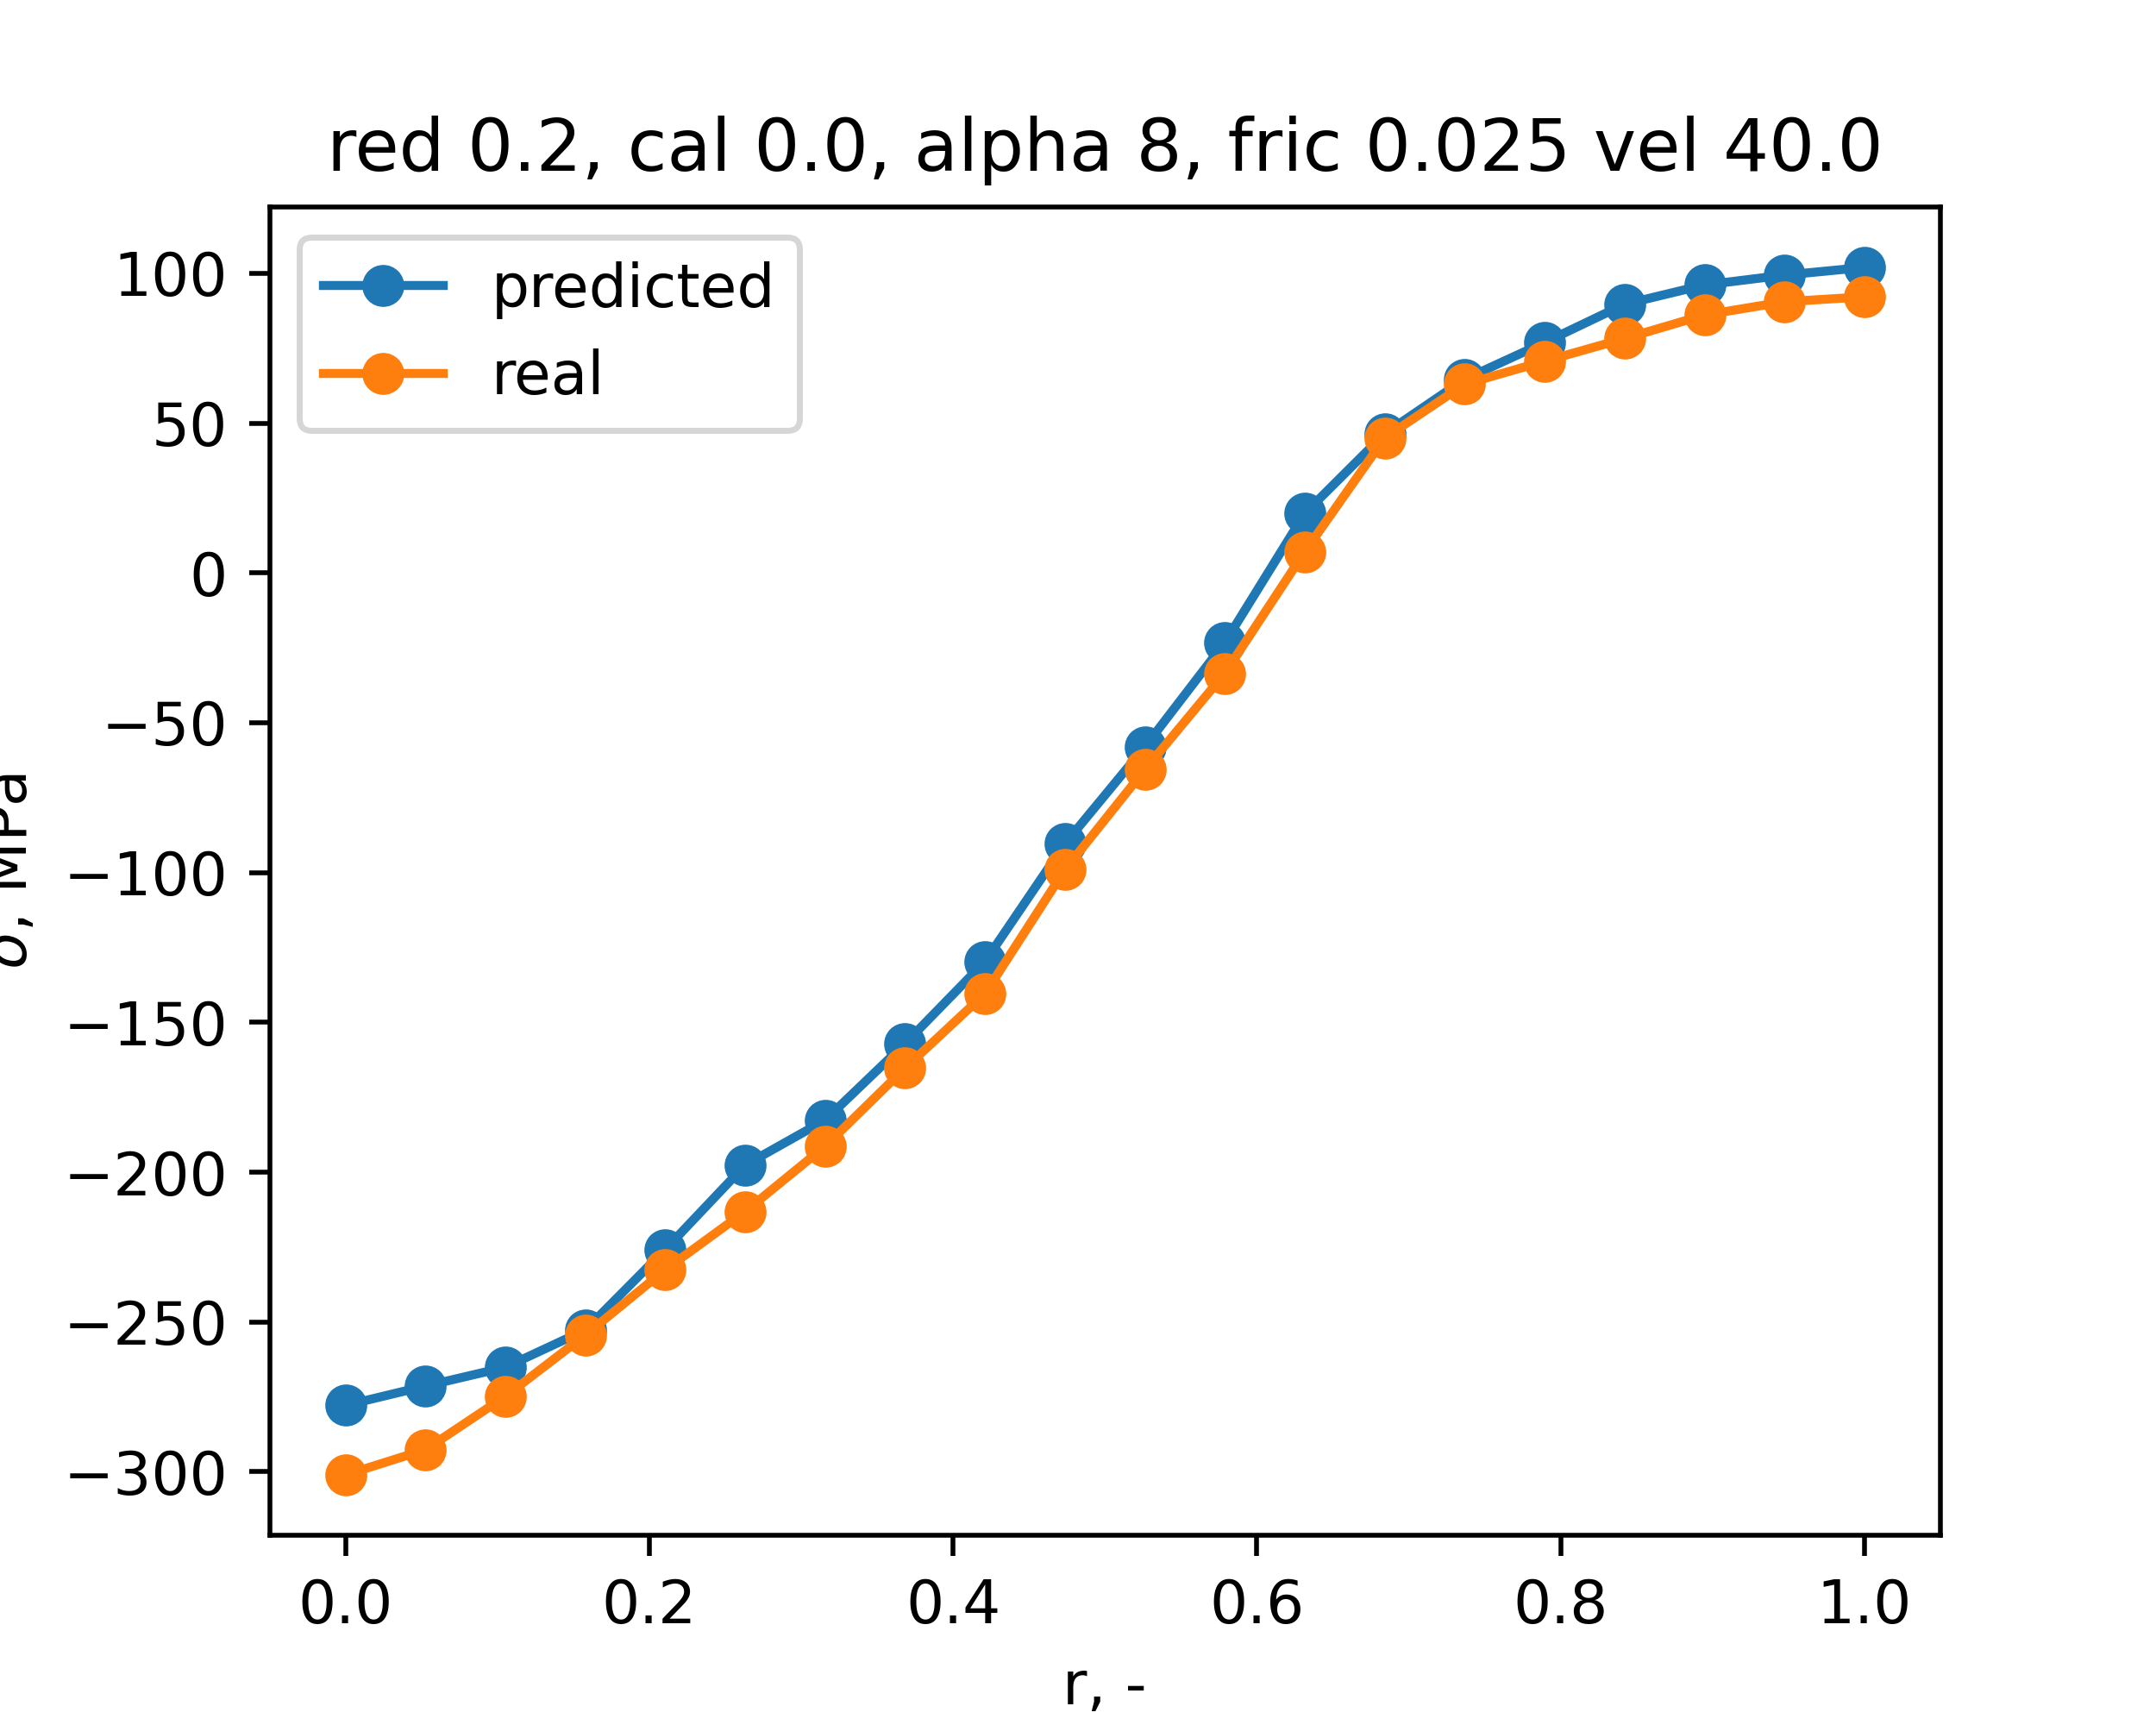 red 0.2, cal 0.0, alpha 8, fric 0.025 vel 40.0
predicted
real
100
50
0
−50
−100
−150
−200
−250
−300
σ, MPa
0.0 0.2 0.4 0.6 0.8 1.0
r, -